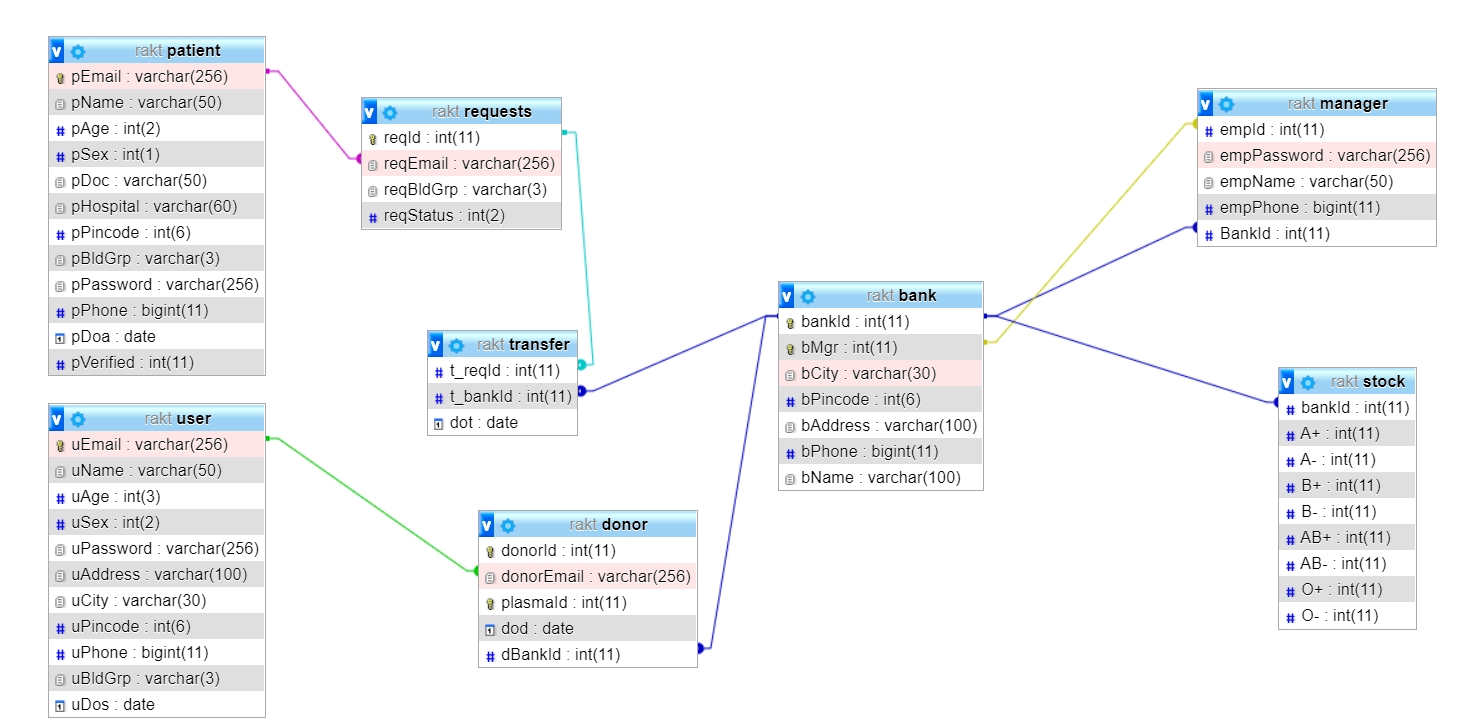 rakt patient
pEmail : varchar(256)
pName : varchar(50)
pAge : int(2)
pSex : int(1)
pDoc : varchar(50)
pHospital : varchar(60)
pPincode : int(6)
pBldGrp : varchar(3)
pPassword : varchar(256)
pPhone : bigint(11)
pDoa : date
pVerified : int(11)
rakt user
uEmail : varchar(256)
uName : varchar(50)
uAge : int(3)
uSex : int(2)
uPassword : varchar(256)
uAddress : varchar(100)
uCity : varchar(30)
uPincode : int(6)
uPhone : bigint(11)
uBldGrp : varchar(3)
uDos : date
rakt requests
reqId : int(11)
reqEmail : varchar(256)
reqBldGrp : varchar(3)
reqStatus : int(2)
rakt transfer
t_reqId : int(11)
t_bankId : int(11)
dot : date
rakt donor
donorId : int(11)
donorEmail : varchar(256)
plasmaId : int(11)
dod : date
dBankId : int(11)
rakt bank
bankId : int(11)
bMgr : int(11)
bCity : varchar(30)
bPincode : int(6)
bAddress : varchar(100)
bPhone : bigint(11)
bName : varchar(100)
rakt manager
empId : int(11)
empPassword : varchar(256)
empName : varchar(50)
empPhone : bigint(11)
BankId : int(11)
rakt stock
bankId : int(11)
A+ : int(11)
A- : int(11)
B+ : int(11)
B- : int(11)
AB+ : int(11)
AB- : int(11)
O+ : int(11)
O- : int(11)